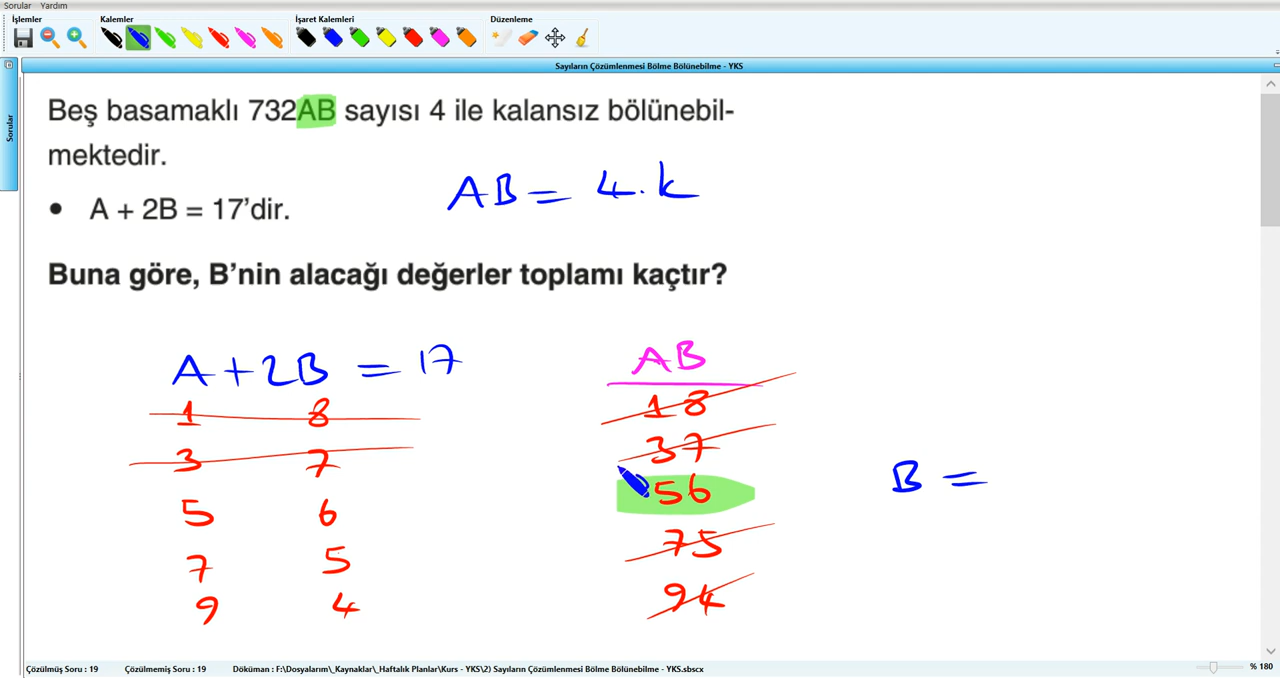 Sorular Yardım
İşlemler Kalemler İşaret Kalemleri Düzenleme
Sayıların Çözümlenmesi Bölme Bölünebilme - YKS
Sorular
Beş basamaklı 732AB sayısı 4 ile kalansız bölünebil-
mektedir.
AB = 4.k
• A + 2B = 17’dir.
Buna göre, B’nin alacağı değerler toplamı kaçtır?
A + 2B = 17
1 8
3 7
5 6
7 5
9 4
AB
18
37
56
75
94
B =
Çözülmüş Soru : 19 Çözülmemiş Soru : 19 Döküman : F:\Dosyalarım\_Kaynaklar\_Haftalık Planlar\Kurs - YKS\2) Sayıların Çözümlenmesi Bölme Bölünebilme - YKS.sbscx % 180